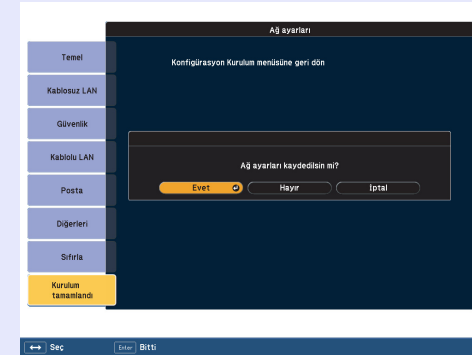 Ağ ayarları
Temel
Konfigürasyon Kurulum menüsüne geri dön
Kablosuz LAN
Güvenlik
Kablolu LAN
Ağ ayarları kaydedilsin mi?
Posta
Evet
Hayır
İptal
Diğerleri
Sıfırla
Kurulum
tamamlandı
Seç
Enter
Bitti